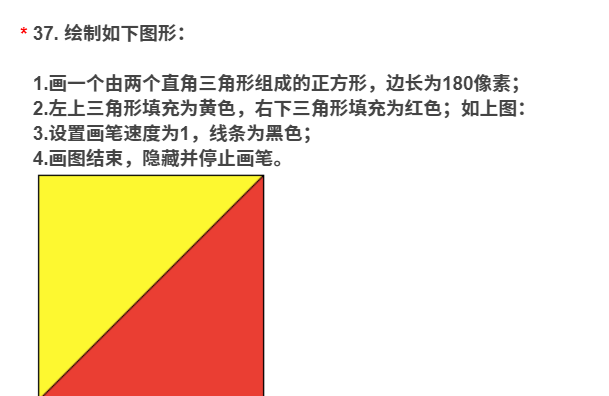 * 37. 绘制如下图形：
1.画一个由两个直角三角形组成的正方形，边长为180像素；
2.左上三角形填充为黄色，右下三角形填充为红色；如上图：
3.设置画笔速度为1，线条为黑色；
4.画图结束，隐藏并停止画笔。